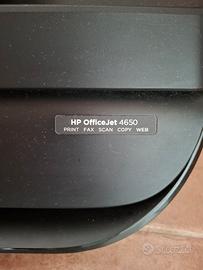 HP OfficeJet 4650
PRINT FAX SCAN COPY WEB